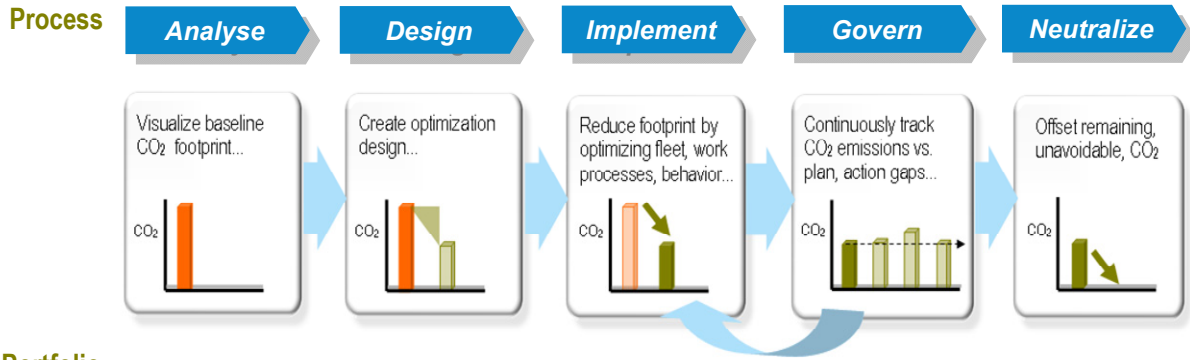 Process
Analyse
Design
Implement
Govern
Neutralize
Visualize baseline
CO₂ footprint...
CO₂
Create optimization
design...
CO₂
Reduce footprint by
optimizing fleet, work
processes, behavior...
CO₂
Continuously track
CO₂ emissions vs.
plan, action gaps...
CO₂
Offset remaining,
unavoidable, CO₂
CO₂